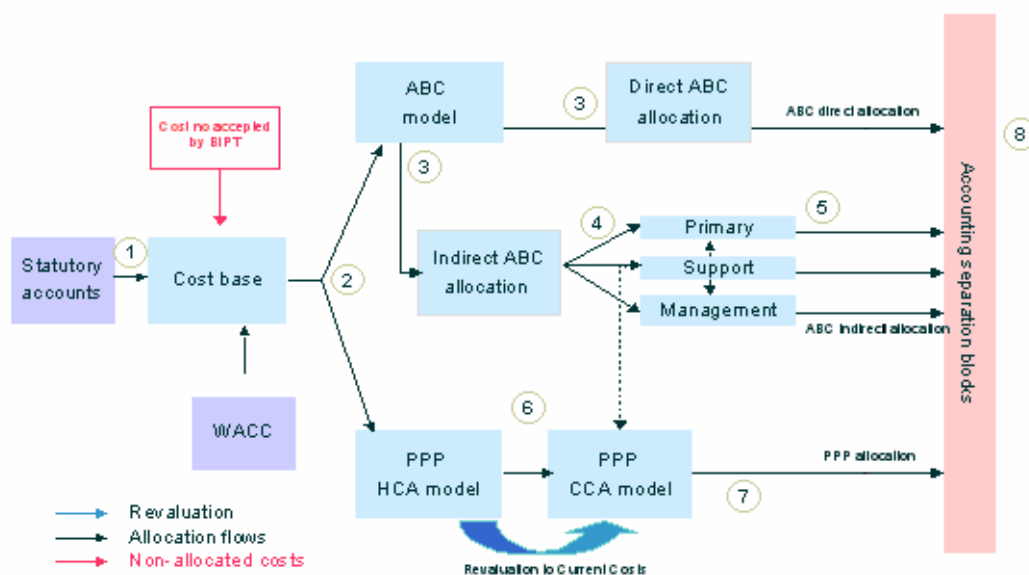 ABC
model
3
Direct ABC
allocation
ABC direct allocation
8
Cost no accepted
by BIPT
3
Accounting separation blocks
4
Primary
5
Statutory
accounts
1
Cost base
2
Indirect ABC
allocation
Support
Management
ABC indirect allocation
WACC
6
PPP
HCA model
PPP
CCA model
PPP allocation
7
Revaluation
Allocation flows
Non-allocated costs
Revaluation to Current Costs